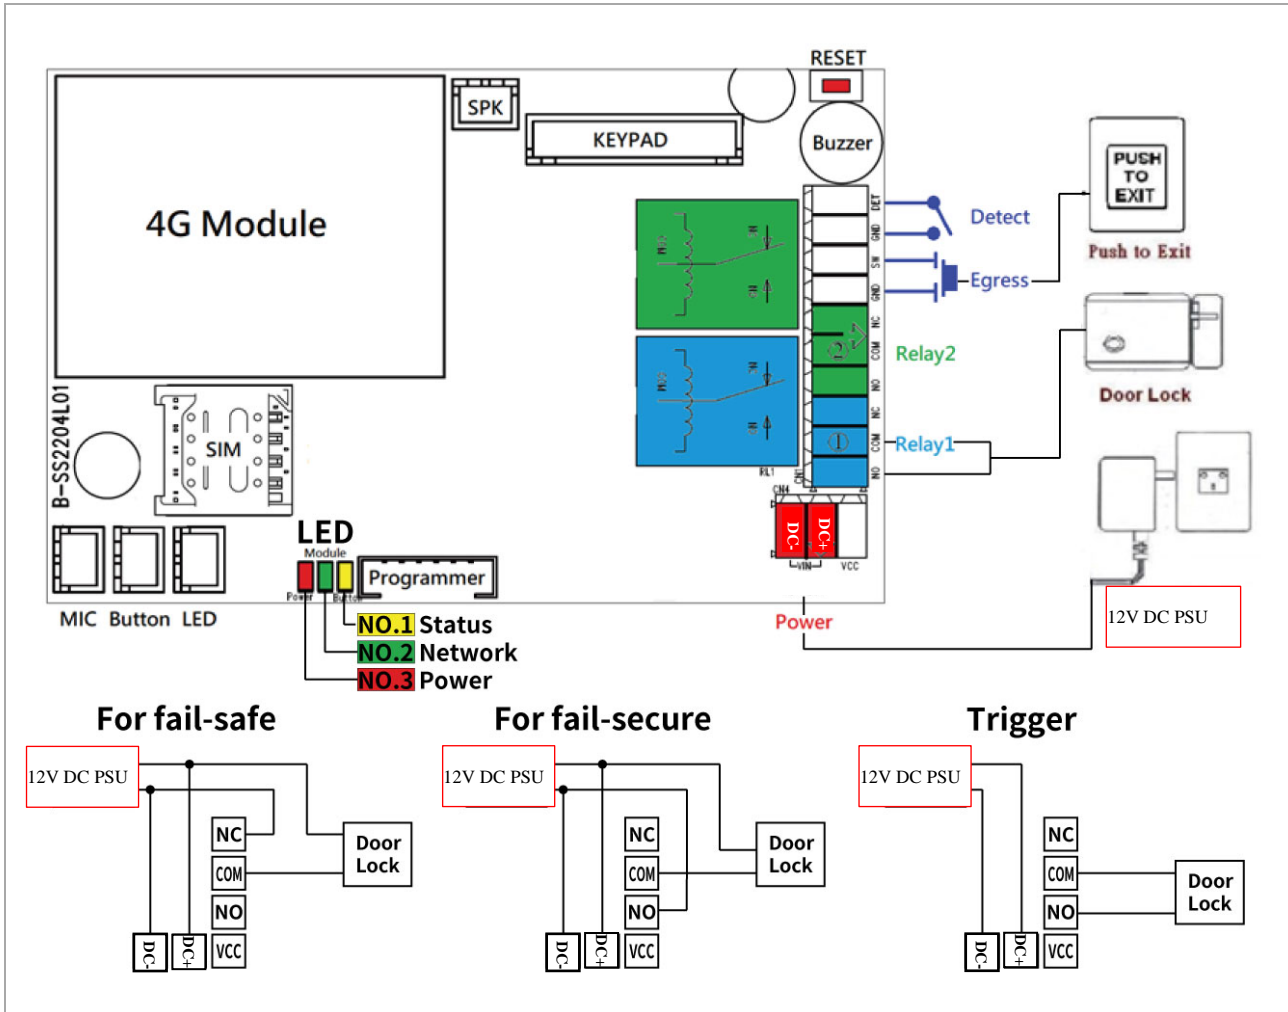 RESET
SPK
KEYPAD
Buzzer
4G Module
PUSH
TO
EXIT
Push to Exit
DET
GND
SW
GND
NC
COM
NO
NC
COM
NO
Detect
Egress
Relay2
Relay1
②
①
Door Lock
RL1
CN1
CN4
DC-
DC+
VIN
VCC
B-SS2204L01
SIM
LED
Module
Power
Button
Programmer
MIC Button LED
NO.1 Status
NO.2 Network
NO.3 Power
Power
12V DC PSU
For fail-safe
12V DC PSU
NC
COM
NO
VCC
DC-
DC+
Door
Lock
For fail-secure
12V DC PSU
NC
COM
NO
VCC
DC-
DC+
Door
Lock
Trigger
12V DC PSU
NC
COM
NO
VCC
DC-
DC+
Door
Lock